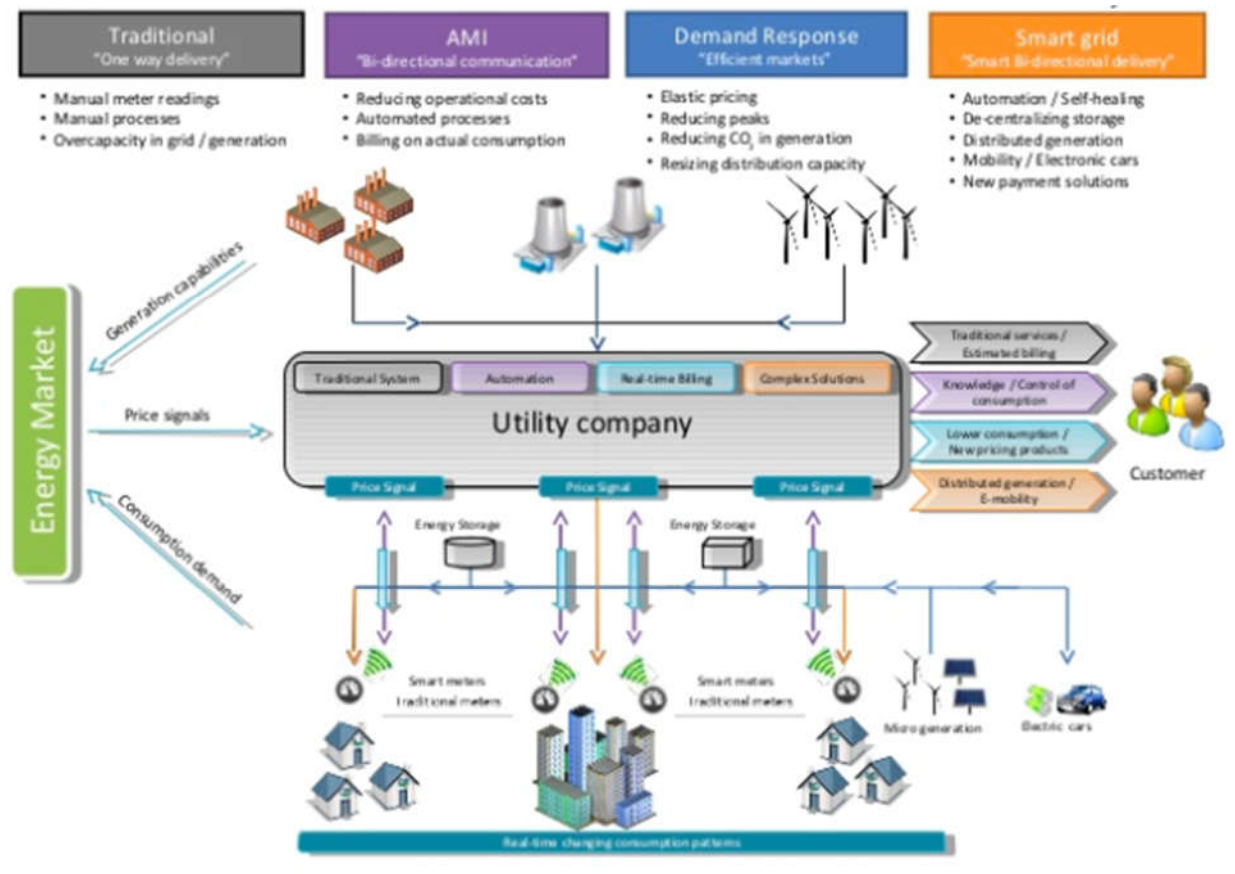 Traditional
"One way delivery"
• Manual meter readings
• Manual processes
• Overcapacity in grid / generation
AMI
"Bi-directional communication"
• Reducing operational costs
• Automated processes
• Billing on actual consumption
Demand Response
"Efficient markets"
• Elastic pricing
• Reducing peaks
• Reducing CO₂ in generation
• Resizing distribution capacity
Smart grid
"Smart Bi-directional delivery"
• Automation / Self-healing
• De-centralizing storage
• Distributed generation
• Mobility / Electronic cars
• New payment solutions
Energy Market
Generation capabilities
Price signals
Consumption demand
Traditional System
Automation
Real-time Billing
Complex Solutions
Utility company
Price Signal
Price Signal
Price Signal
Traditional services /
Estimated billing
Knowledge / Control of
consumption
Lower consumption /
New pricing products
Distributed generation /
E-mobility
Customer
Energy Storage
Energy Storage
Smart meters
Traditional meters
Smart meters
Traditional meters
Micro generation
Electric cars
Real-time changing consumption patterns